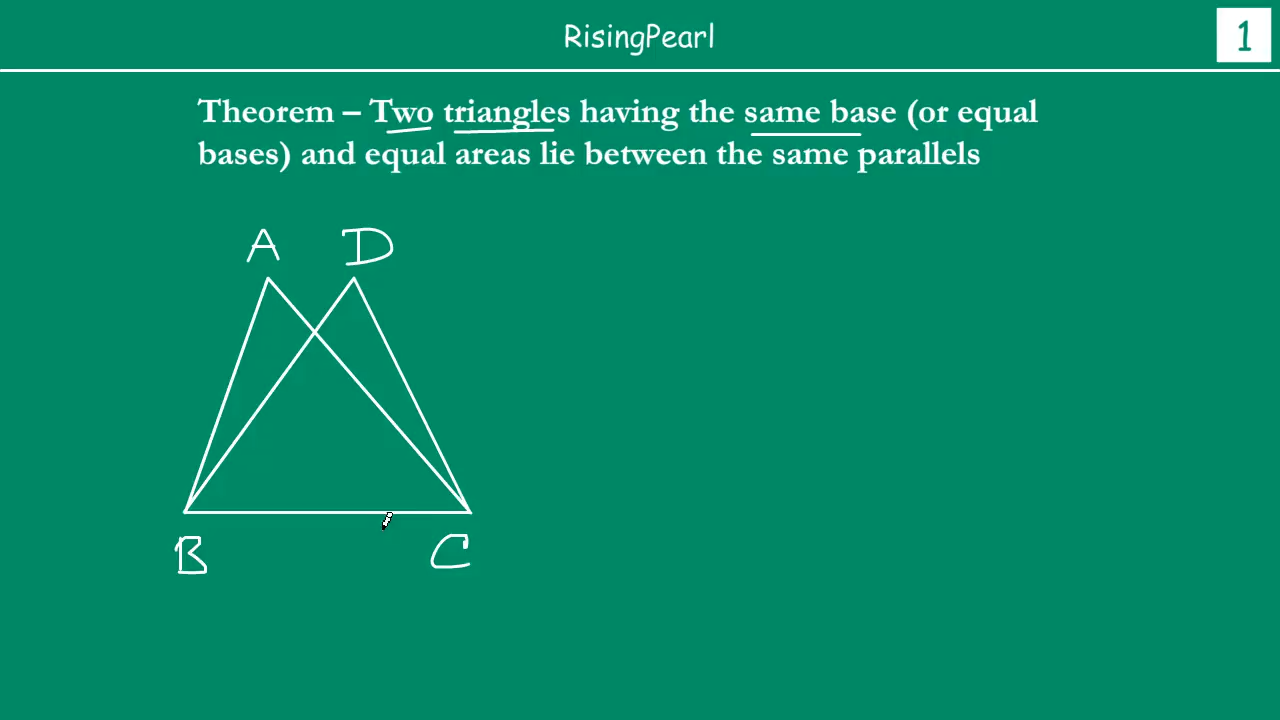 RisingPearl
1
Theorem – Two triangles having the same base (or equal
bases) and equal areas lie between the same parallels
A D
B C